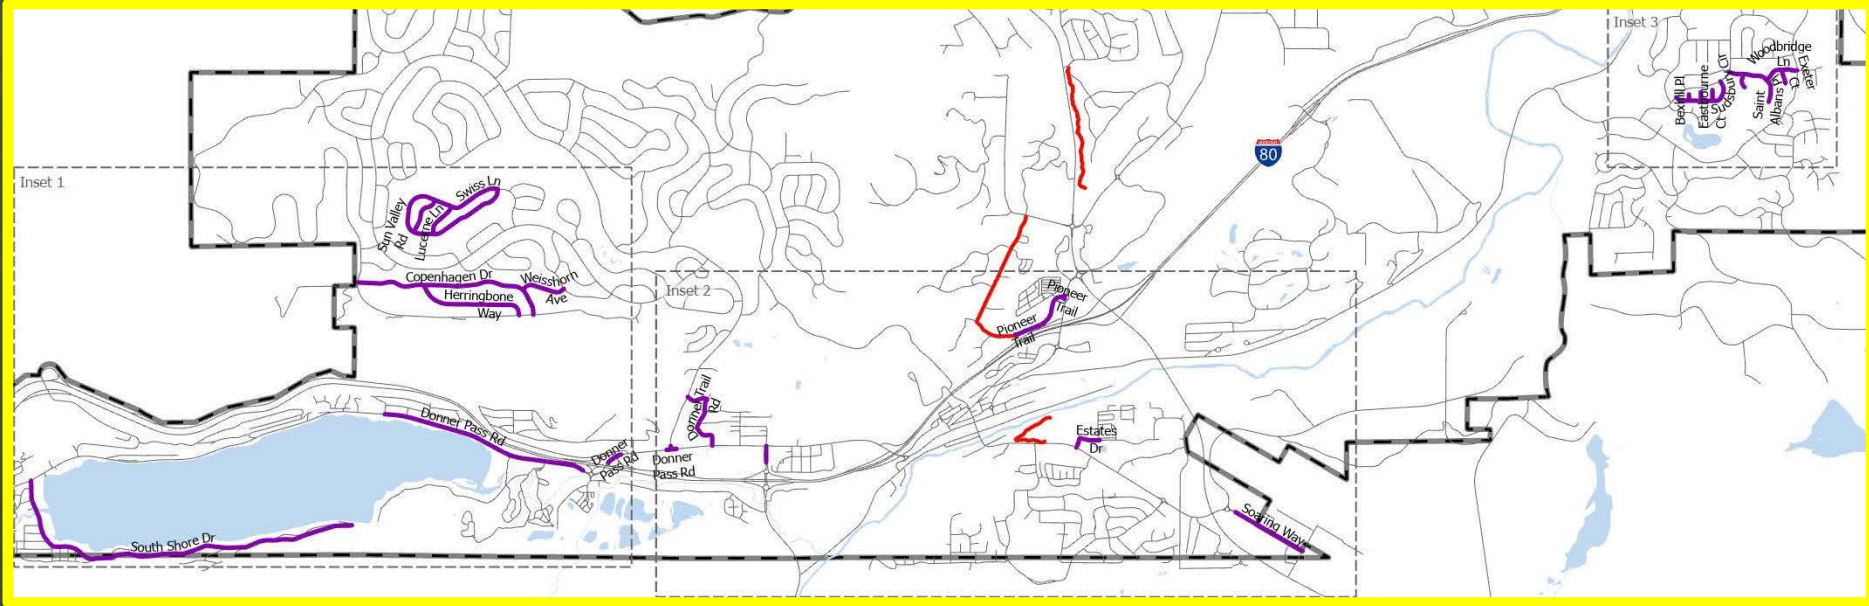 Inset 3
Woodbridge
Ln
Exeter
Ct
Bexhill Pl
Eastbourne
Ct
Sudsbury Cir
Saint
Albans Pl
80
Inset 1
Swiss Ln
Sun Valley
Rd
Lucerne Ln
Copenhagen Dr
Weisshorn
Ave
Herringbone
Way
Inset 2
Pioneer
Trail
Pioneer
Trail
Donner Trail
Rd
Donner Pass Rd
Donner
Pass Rd
Donner
Pass Rd
Estates
Dr
Soaring Way
South Shore Dr